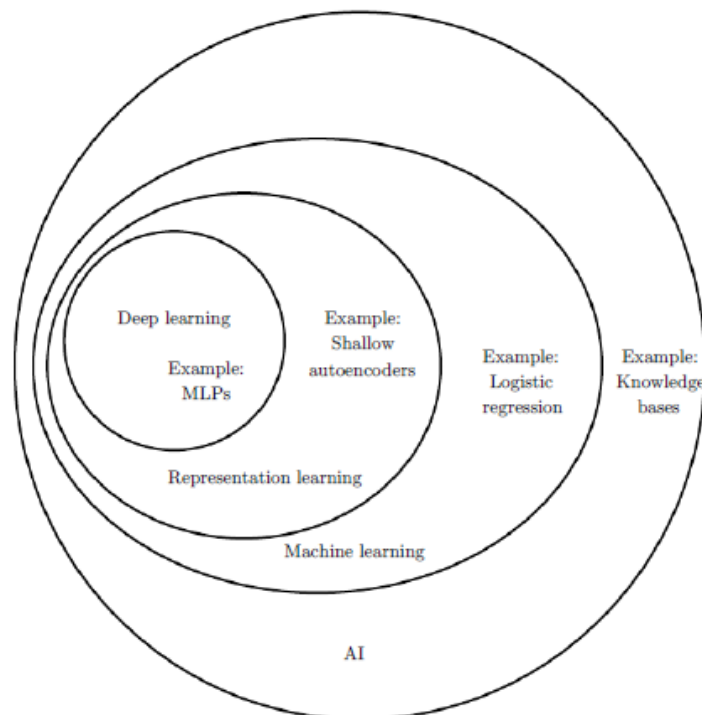 Deep learning
Example:
MLPs
Example:
Shallow
autoencoders
Example:
Logistic
regression
Example:
Knowledge
bases
Representation learning
Machine learning
AI